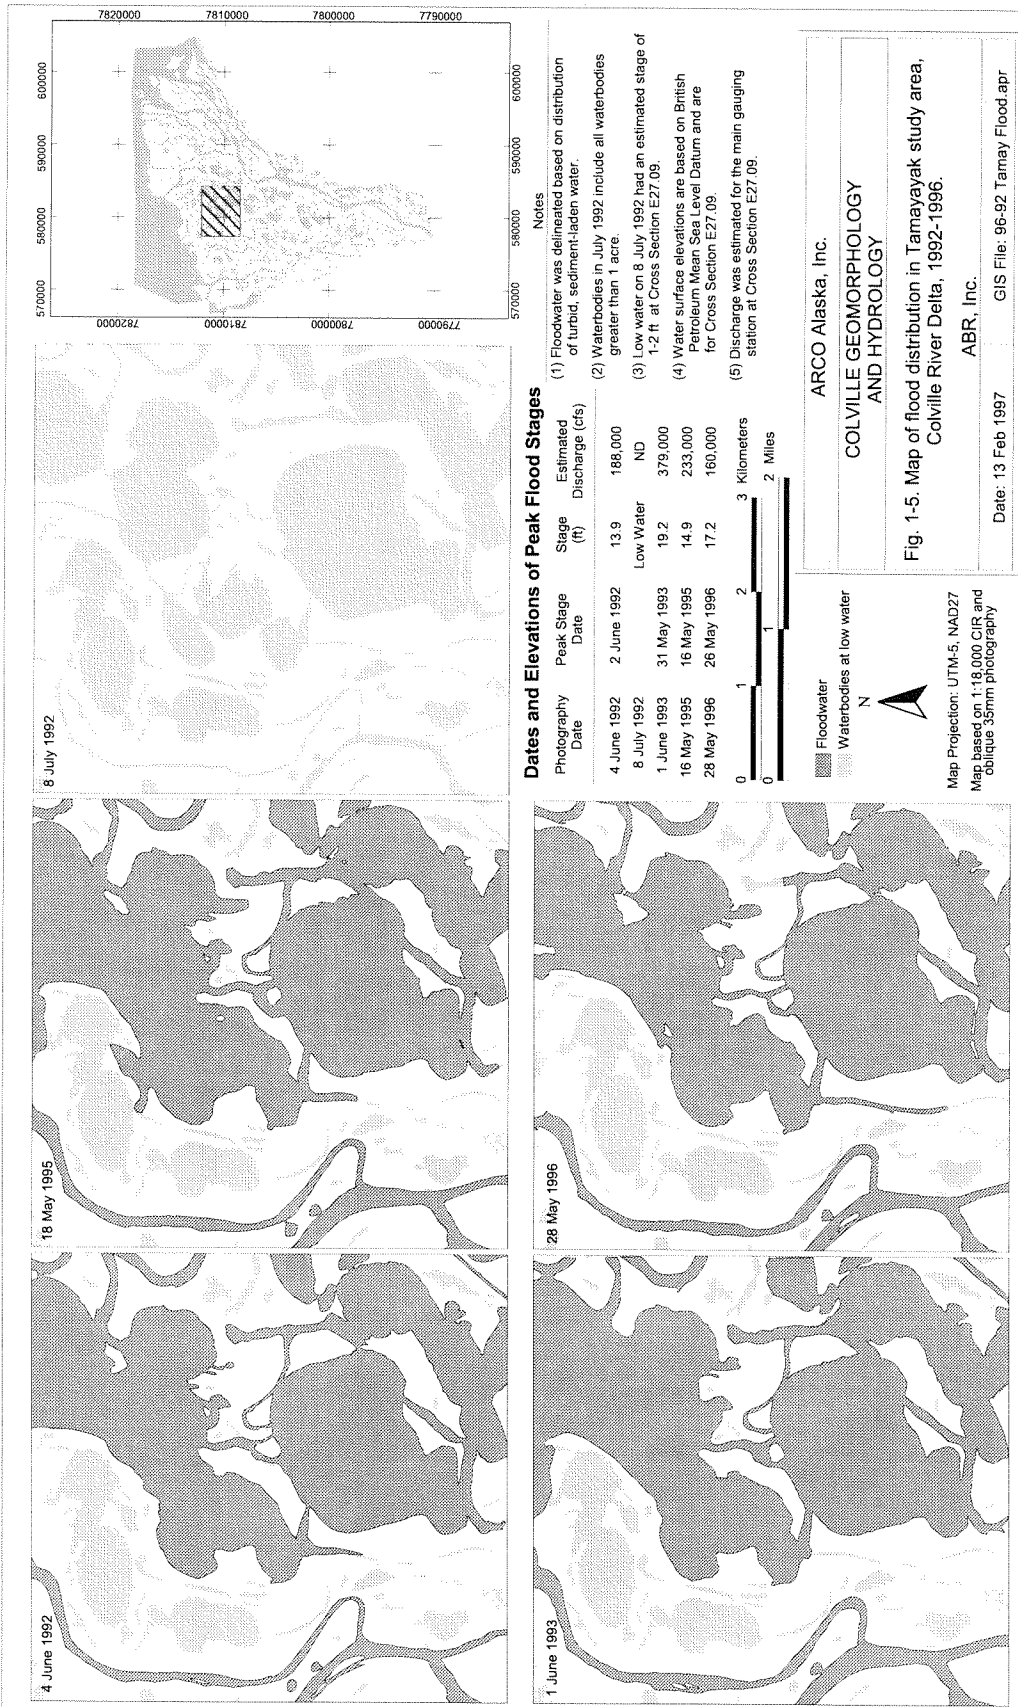 4 June 1992
18 May 1995
8 July 1992
1 June 1993
28 May 1996
570000 580000 590000 600000
7820000
7810000
7800000
7790000
7820000
7810000
7800000
7790000
570000 580000 590000 600000
Dates and Elevations of Peak Flood Stages
Photography Date Peak Stage Date Stage (ft) Estimated Discharge (cfs)
4 June 1992 2 June 1992 13.9 188,000
8 July 1992 Low Water ND
1 June 1993 31 May 1993 19.2 379,000
16 May 1995 16 May 1995 14.9 233,000
28 May 1996 26 May 1996 17.2 160,000
0 1 2 3 Kilometers
0 1 2 Miles
Notes
(1) Floodwater was delineated based on distribution
of turbid, sediment-laden water.
(2) Waterbodies in July 1992 include all waterbodies
greater than 1 acre.
(3) Low water on 8 July 1992 had an estimated stage of
1-2 ft at Cross Section E27.09.
(4) Water surface elevations are based on British
Petroleum Mean Sea Level Datum and are
for Cross Section E27.09.
(5) Discharge was estimated for the main gauging
station at Cross Section E27.09.
Floodwater
Waterbodies at low water
N
Map Projection: UTM-5, NAD27
Map based on 1:18,000 CIR and
oblique 35mm photography
ARCO Alaska, Inc.
COLVILLE GEOMORPHOLOGY
AND HYDROLOGY
Fig. 1-5. Map of flood distribution in Tamayayak study area,
Colville River Delta, 1992-1996.
ABR, Inc.
Date: 13 Feb 1997 GIS File: 96-92 Tamay Flood.apr